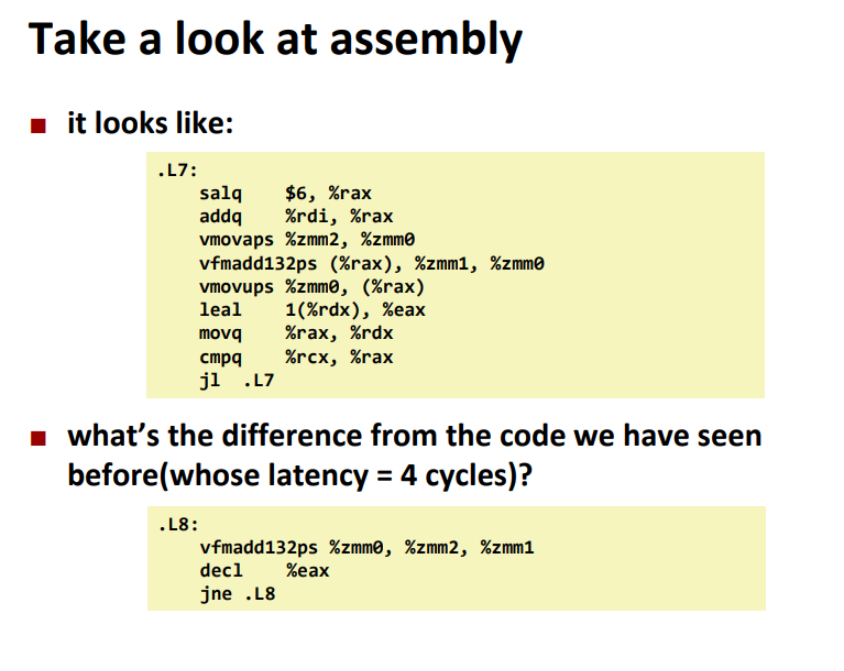 Take a look at assembly
it looks like:
.L7:
salq $6, %rax
addq %rdi, %rax
vmovaps %zmm2, %zmm0
vfmadd132ps (%rax), %zmm1, %zmm0
vmovups %zmm0, (%rax)
leal 1(%rdx), %eax
movq %rax, %rdx
cmpq %rcx, %rax
jl .L7
what’s the difference from the code we have seen
before(whose latency = 4 cycles)?
.L8:
vfmadd132ps %zmm0, %zmm2, %zmm1
decl %eax
jne .L8